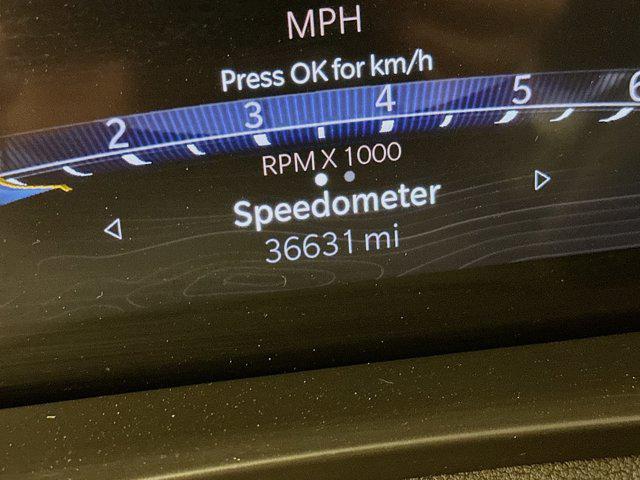 MPH
Press OK for km/h
2 3 4 5 6
RPM X 1000
Speedometer
36631 mi